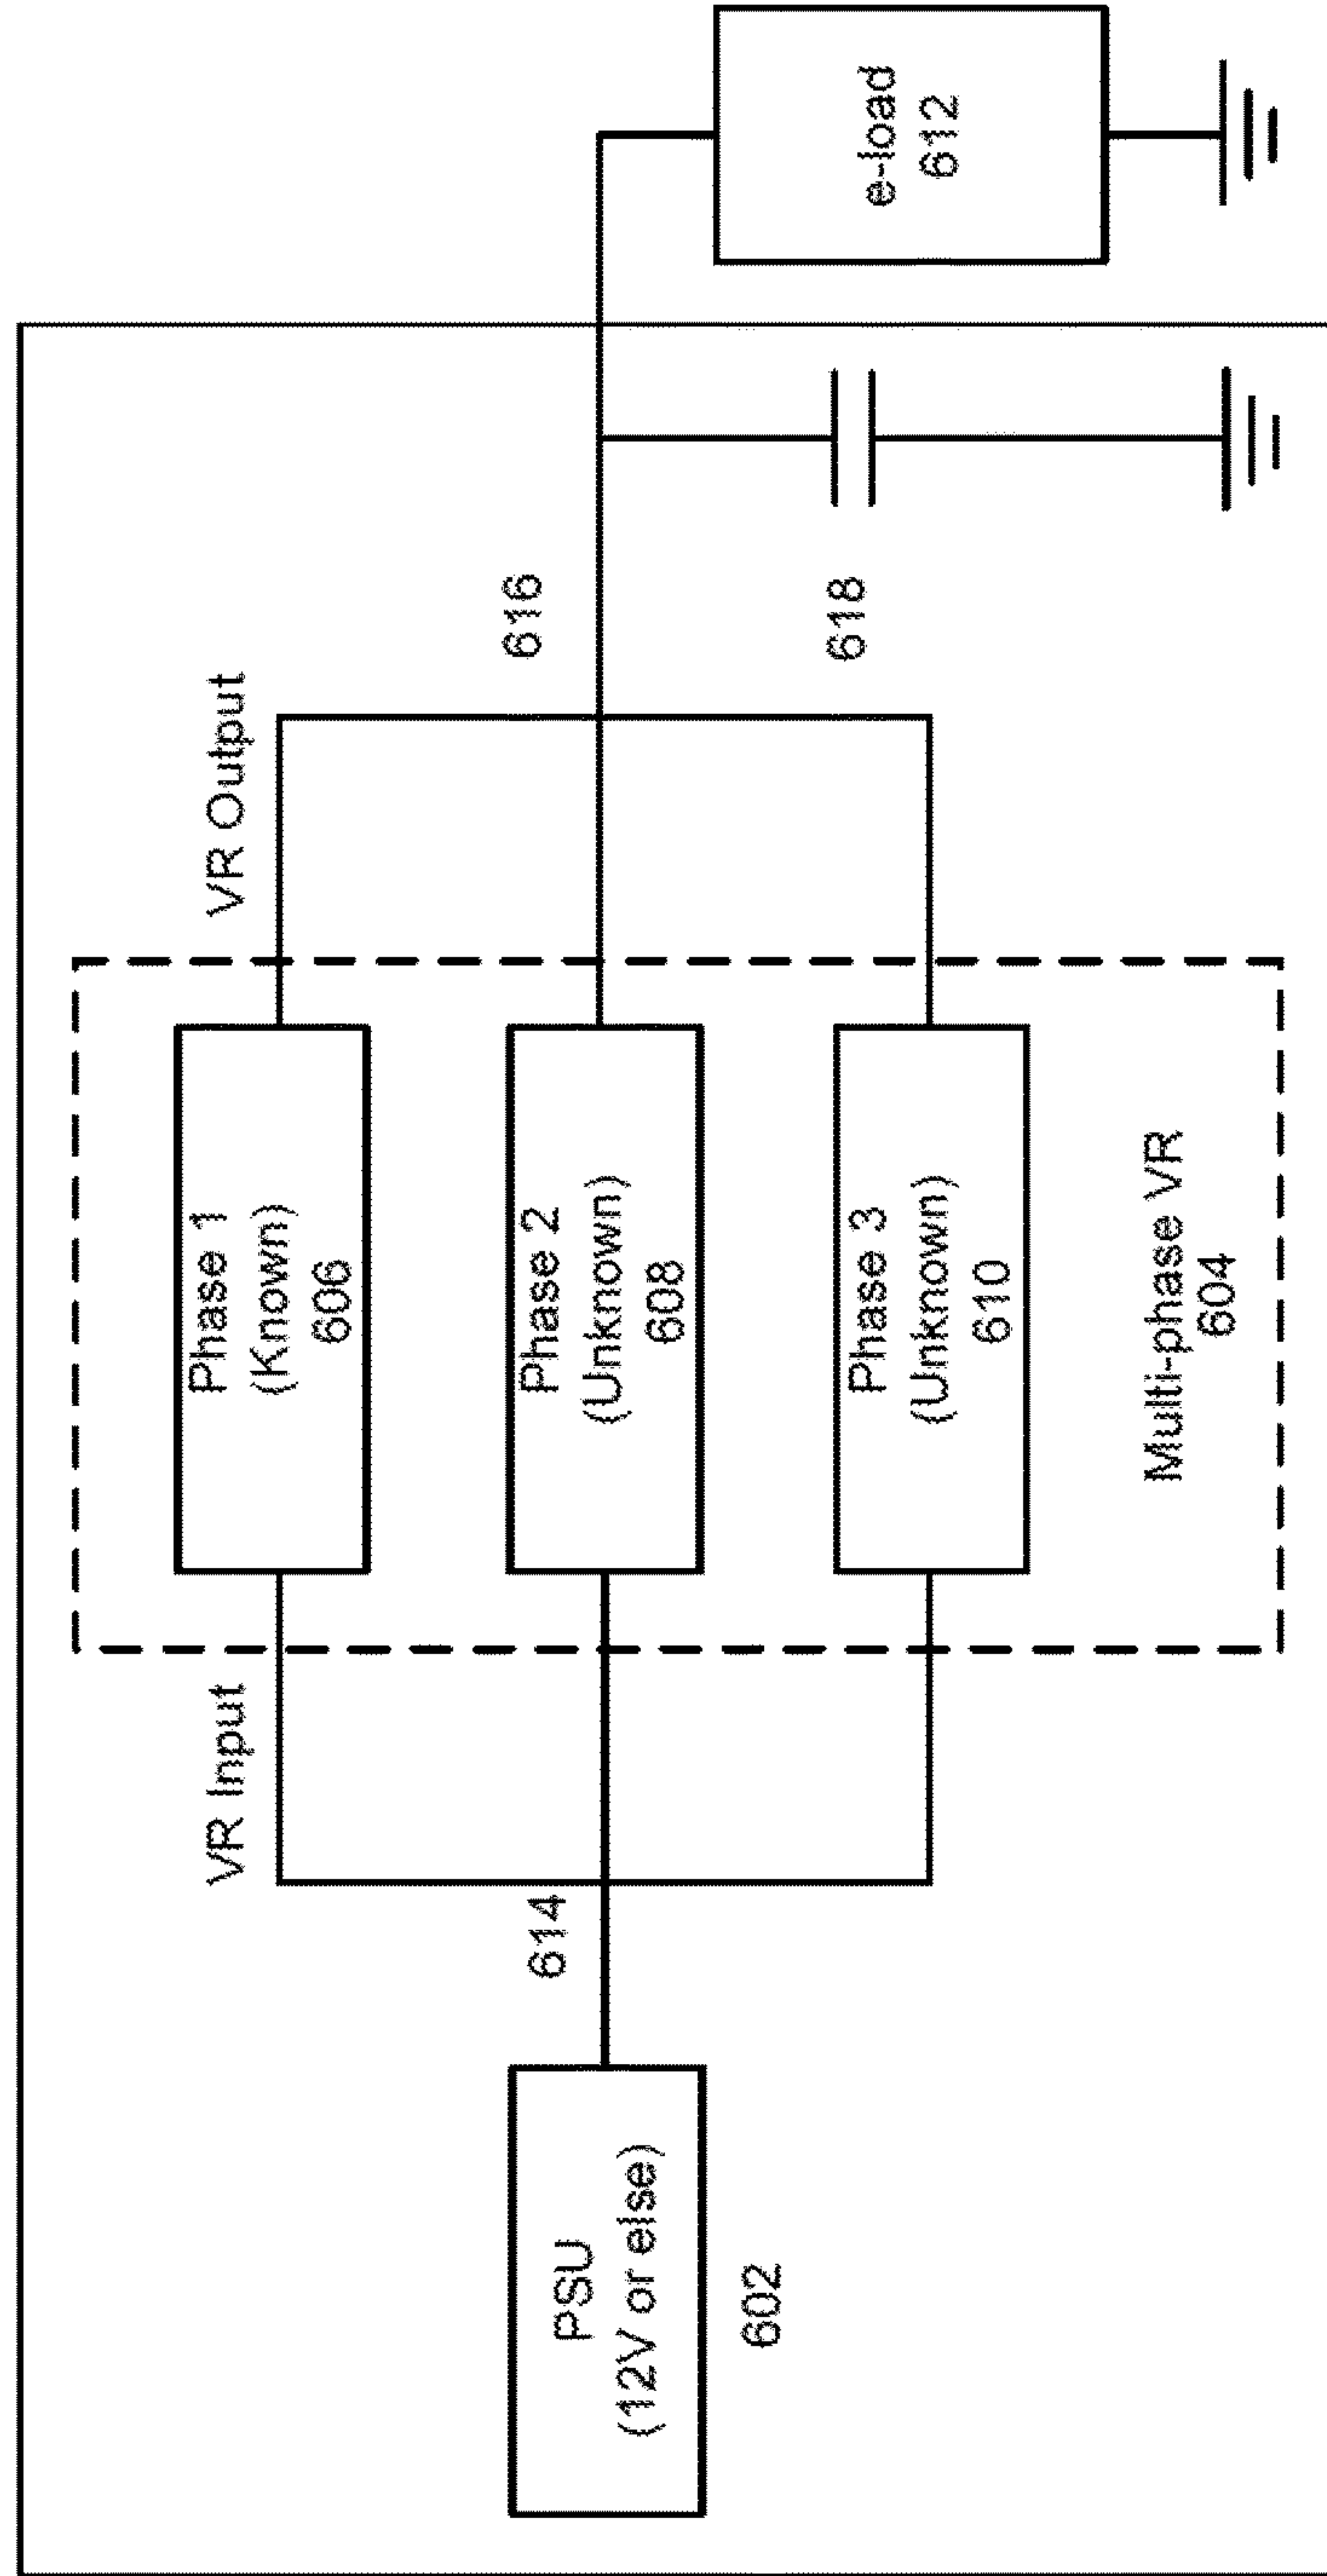 PSU
(12V or else)
602
614
VR Input
Phase 1
(Known)
606
Phase 2
(Unknown)
608
Phase 3
(Unknown)
610
Multi-phase VR
604
VR Output
616
618
e-load
612